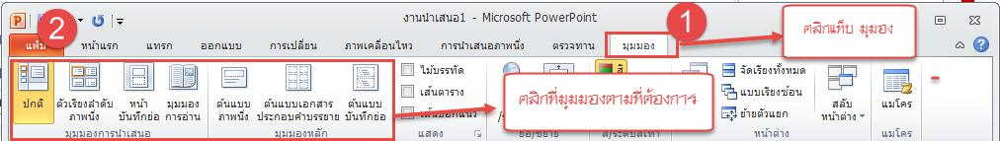 งานนำเสนอ1 - Microsoft PowerPoint
1
2
คลิกแท็บ มุมมอง
แฟ้ม หน้าแรก แทรก ออกแบบ การเปลี่ยน ภาพเคลื่อนไหว การนำเสนอภาพนิ่ง ตรวจทาน มุมมอง
ปกติ
ตัวเรียงลำดับ
ภาพนิ่ง
หน้า
บันทึกย่อ
มุมมอง
การอ่าน
มุมมองการนำเสนอ
ต้นแบบ
ภาพนิ่ง
ต้นแบบเอกสาร
ประกอบคำบรรยาย
ต้นแบบ
บันทึกย่อ
มุมมองหลัก
ไม้บรรทัด
เส้นตาราง
เส้นบอกแนว
แสดง
คลิกที่มุมมองตามที่ต้องการ
ย่อ/ขยาย
สี/ระดับสีเทา
จัดเรียงทั้งหมด
แบบเรียงซ้อน
ย้ายตัวแยก
สลับ
หน้าต่าง
หน้าต่าง
แมโคร
แมโคร